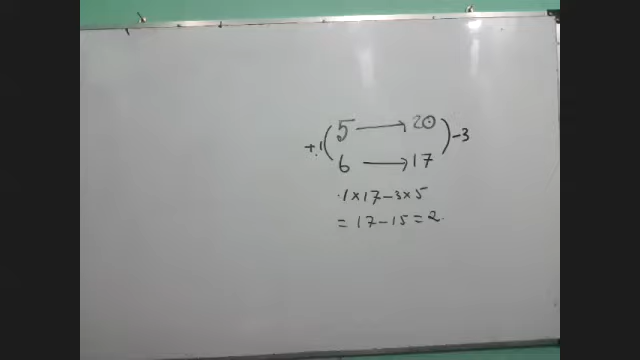 5 → 20
+1 ( ) -3
6 → 17
1 × 17 - 3 × 5
= 17 - 15 = 2